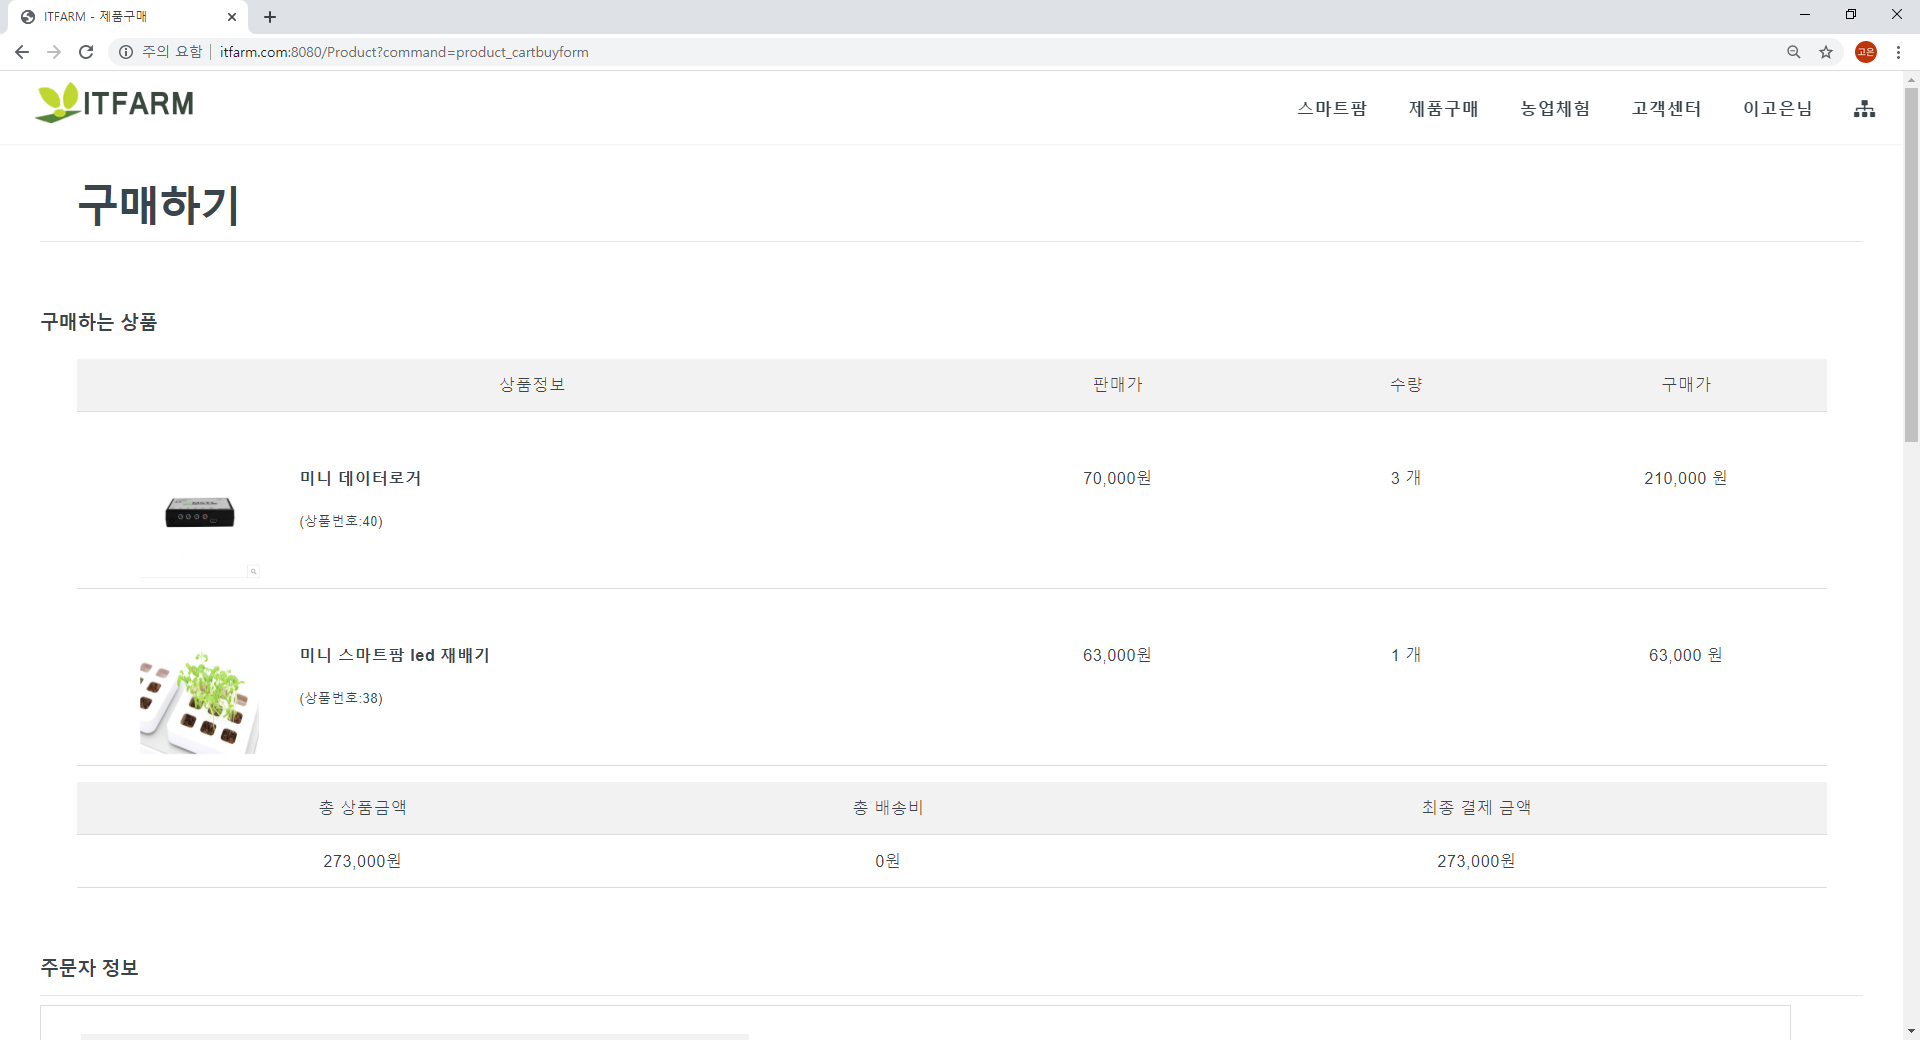 ITFARM - 제품구매
주의 요함 itfarm.com:8080/Product?command=product_cartbuyform
고은
ITFARM
스마트팜 제품구매 농업체험 고객센터 이고은님
구매하기
구매하는 상품
상품정보 판매가 수량 구매가
미니 데이터로거 70,000원 3 개 210,000 원
(상품번호:40)
미니 스마트팜 led 재배기 63,000원 1 개 63,000 원
(상품번호:38)
총 상품금액 총 배송비 최종 결제 금액
273,000원 0원 273,000원
주문자 정보